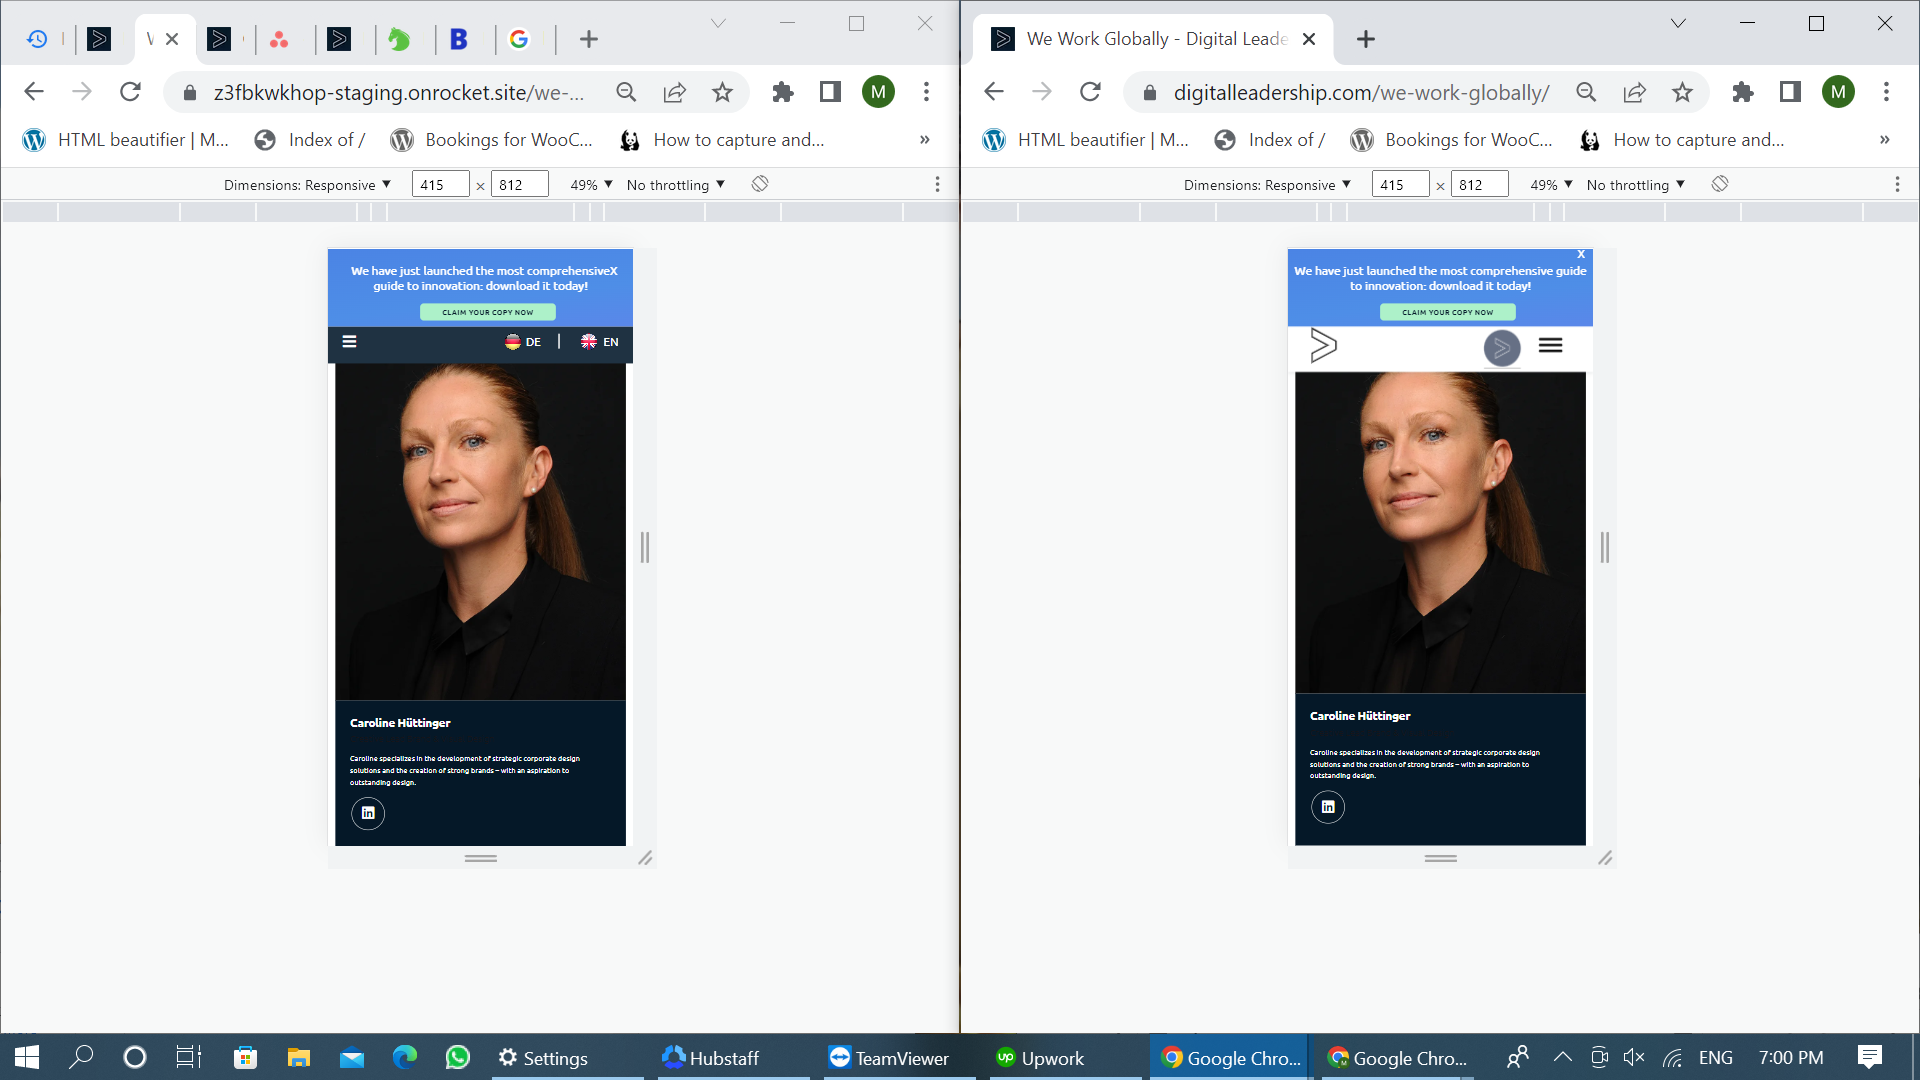 We Work Globally - Digital Leade
z3fbkwkhop-staging.onrocket.site/we-...
M
HTML beautifier | M...
Index of /
Bookings for WooC...
How to capture and...
»
Dimensions: Responsive ▼
415 × 812
49% ▼
No throttling ▼
We have just launched the most comprehensive X
guide to innovation: download it today!
CLAIM YOUR COPY NOW
DE | EN
Caroline Hüttinger
Caroline specializes in the development of strategic corporate design
solutions and the creation of strong brands – with an aspiration to
outstanding design.
in
digitalleadership.com/we-work-globally/
M
HTML beautifier | M...
Index of /
Bookings for WooC...
How to capture and...
»
Dimensions: Responsive ▼
415 × 812
49% ▼
No throttling ▼
X
We have just launched the most comprehensive guide
to innovation: download it today!
CLAIM YOUR COPY NOW
Caroline Hüttinger
Caroline specializes in the development of strategic corporate design
solutions and the creation of strong brands – with an aspiration to
outstanding design.
in
Settings
Hubstaff
TeamViewer
up Upwork
Google Chro...
Google Chro...
ENG
7:00 PM